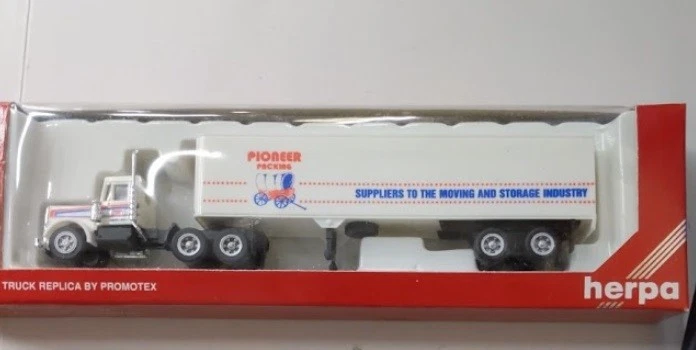 PIONEER
PACKING
SUPPLIERS TO THE MOVING AND STORAGE INDUSTRY
TRUCK REPLICA BY PROMOTEX
herpa